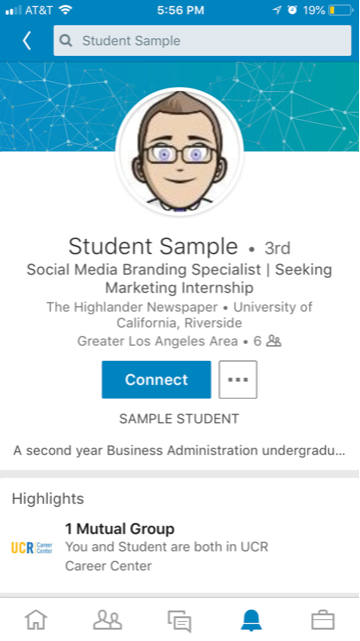 AT&T 5:56 PM 19%
Student Sample
Student Sample • 3rd
Social Media Branding Specialist | Seeking
Marketing Internship
The Highlander Newspaper • University of
California, Riverside
Greater Los Angeles Area • 6
Connect
SAMPLE STUDENT
A second year Business Administration undergradu...
Highlights
1 Mutual Group
UCR Career Center
You and Student are both in UCR
Career Center